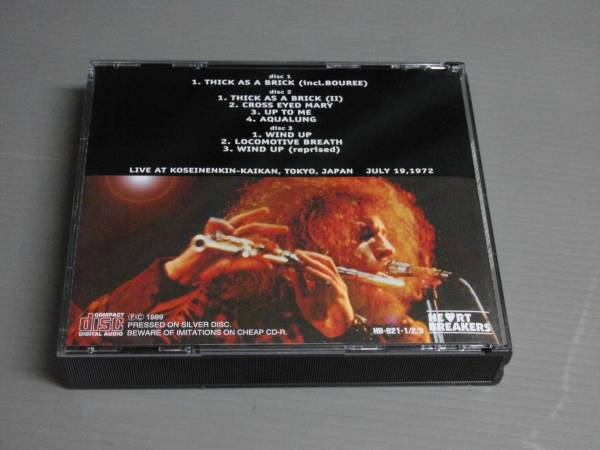 disc 1
1. THICK AS A BRICK (incl.BOUREE)
disc 2
1. THICK AS A BRICK (II)
2. CROSS EYED MARY
3. UP TO ME
4. AQUALUNG
disc 3
1. WIND UP
2. LOCOMOTIVE BREATH
3. WIND UP (reprised)
LIVE AT KOSEINENKIN-KAIKAN, TOKYO, JAPAN JULY 19,1972
COMPACT
disc
DIGITAL AUDIO
℗© 1999
PRESSED ON SILVER DISC.
BEWARE OF IMITATIONS ON CHEAP CD-R.
HB-621-1/2/3
HE♥RT
BREAKERS